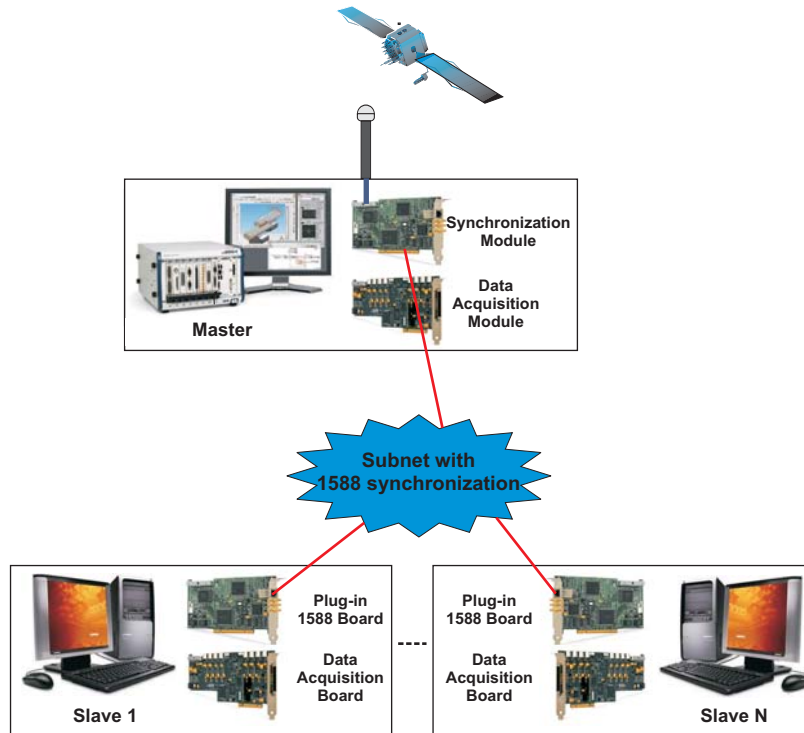 Synchronization
Module
Data
Acquisition
Module
Master
Subnet with
1588 synchronization
Plug-in
1588 Board
Data
Acquisition
Board
Slave 1
----
Plug-in
1588 Board
Data
Acquisition
Board
Slave N